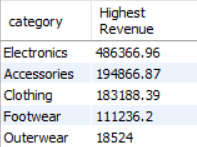 category Highest Revenue
Electronics 486366.96
Accessories 194866.87
Clothing 183188.39
Footwear 111236.2
Outerwear 18524